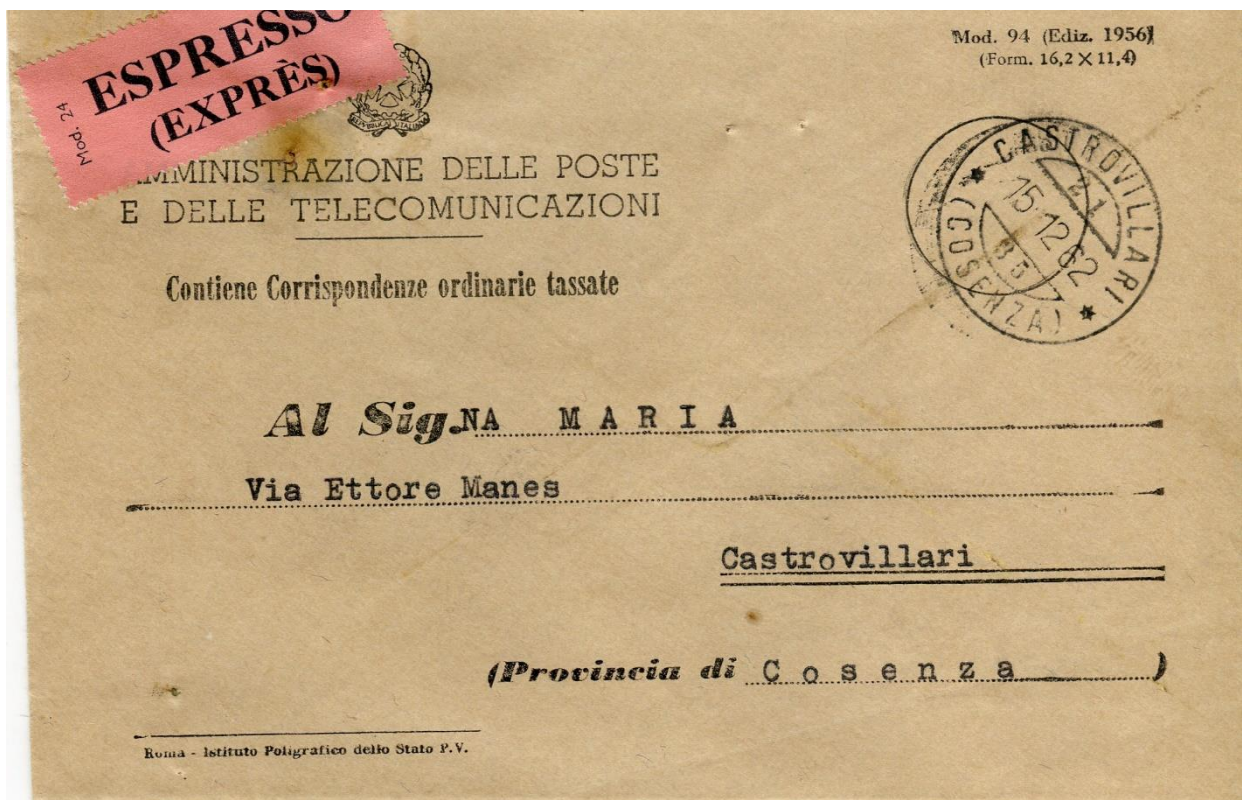 ESPRESSO
(EXPRÈS)
Mod. 24
Mod. 94 (Ediz. 1956)
(Form. 16,2 X 11,4)
AMMINISTRAZIONE DELLE POSTE
E DELLE TELECOMUNICAZIONI
Contiene Corrispondenze ordinarie tassate
* CASTROVILLARI *
(COSENZA)
15 12 62
Al Sig.NA MARIA
Via Ettore Manes
Castrovillari
(Provincia di Cosenza)
Roma - Istituto Poligrafico dello Stato P.V.